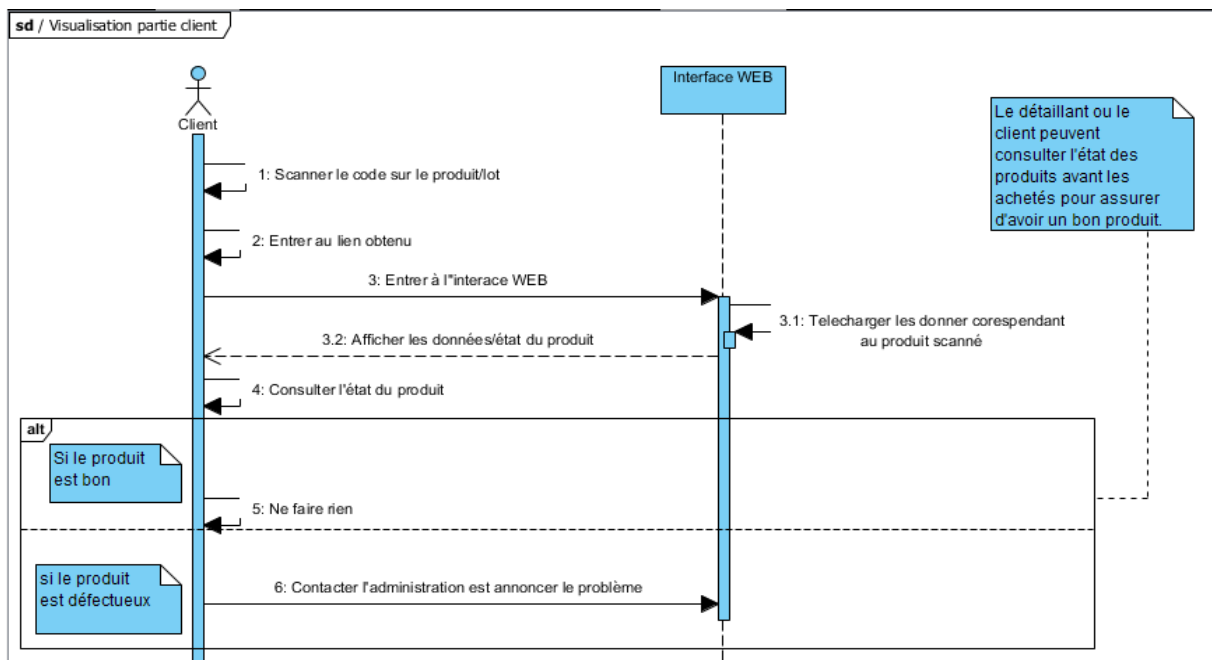 sd / Visualisation partie client
Client
Interface WEB
Le détaillant ou le
client peuvent
consulter l'état des
produits avant les
achetés pour assurer
d'avoir un bon produit.
1: Scanner le code sur le produit/lot
2: Entrer au lien obtenu
3: Entrer à l"interace WEB
3.1: Telecharger les donner corespendant
au produit scanné
3.2: Afficher les données/état du produit
4: Consulter l'état du produit
alt
Si le produit
est bon
5: Ne faire rien
si le produit
est défectueux
6: Contacter l'administration est annoncer le problème